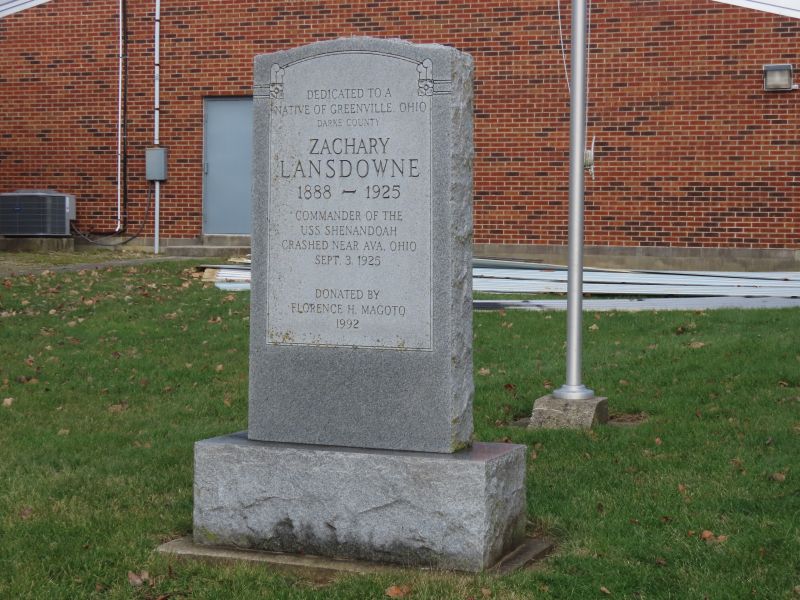 DEDICATED TO A
NATIVE OF GREENVILLE, OHIO
DARKE COUNTY
ZACHARY
LANSDOWNE
1888 - 1925
COMMANDER OF THE
USS SHENANDOAH
CRASHED NEAR AVA, OHIO
SEPT. 3, 1925
DONATED BY
FLORENCE H. MAGOTO
1992